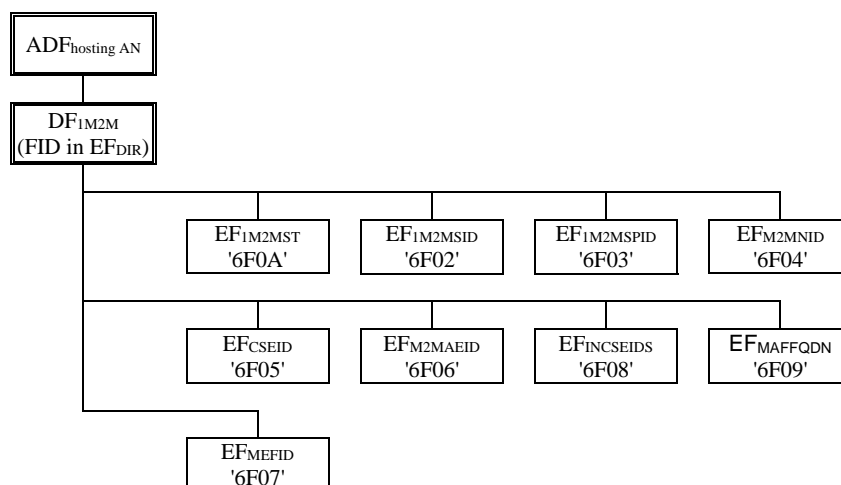 ADFhosting AN
DF1M2M
(FID in EFDIR)
EF1M2MST
'6F0A'
EF1M2MSID
'6F02'
EF1M2MSPID
'6F03'
EFM2MNID
'6F04'
EFCSEID
'6F05'
EFM2MAEID
'6F06'
EFINCSEIDS
'6F08'
EFMAFFQDN
'6F09'
EFMEFID
'6F07'